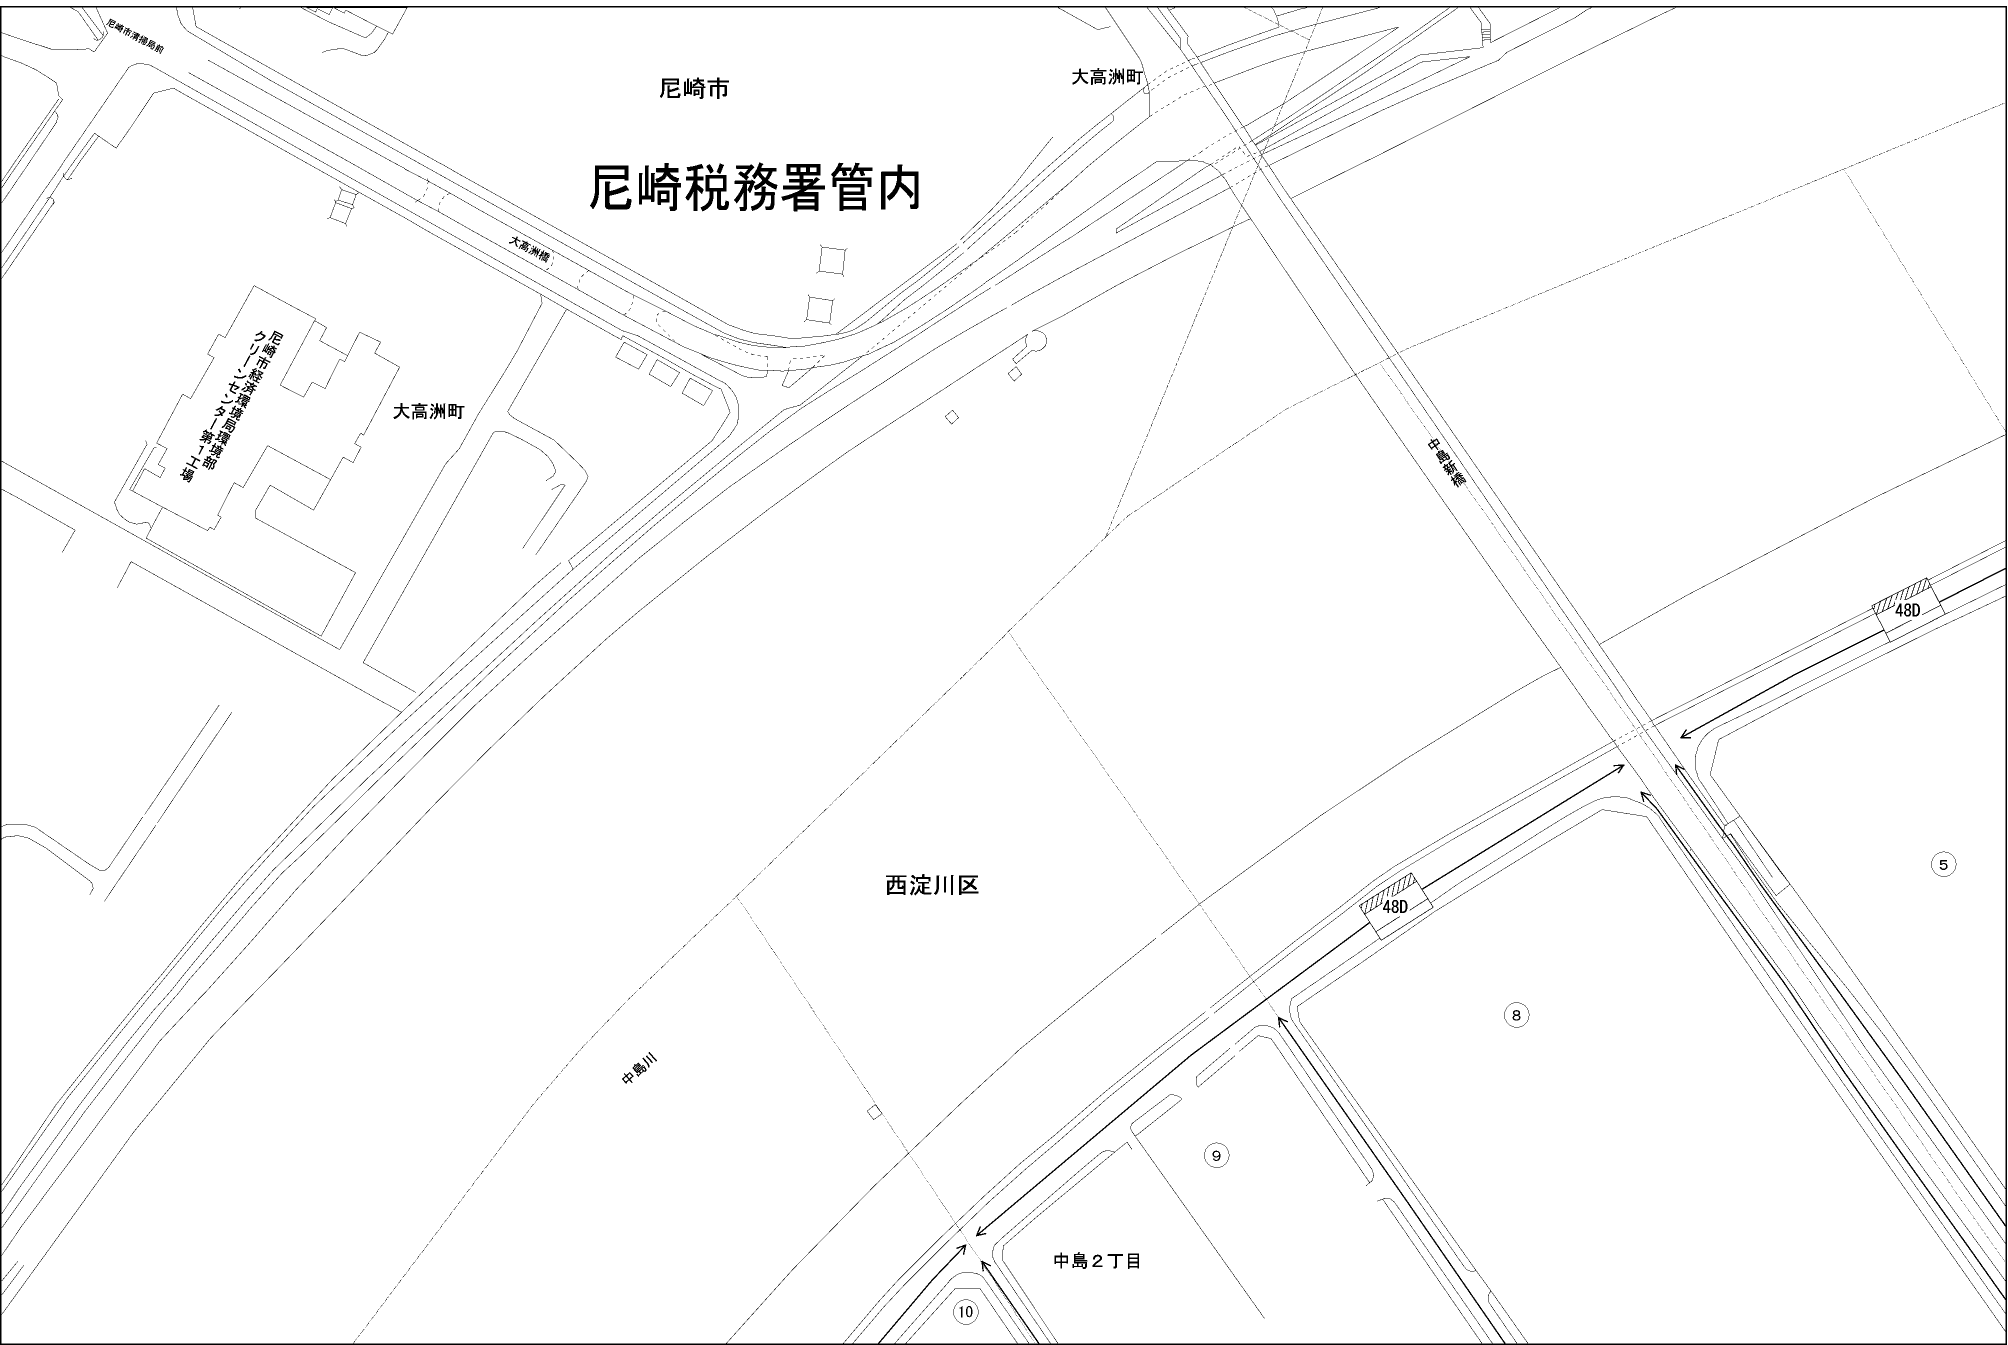 尼崎市清掃局前
尼崎市
大高洲町
尼崎税務署管内
大高洲橋
尼崎市経済環境局環境部
クリーンセンター第1工場
大高洲町
中島新橋
48D
48D
西淀川区
5
8
中島川
9
中島2丁目
10